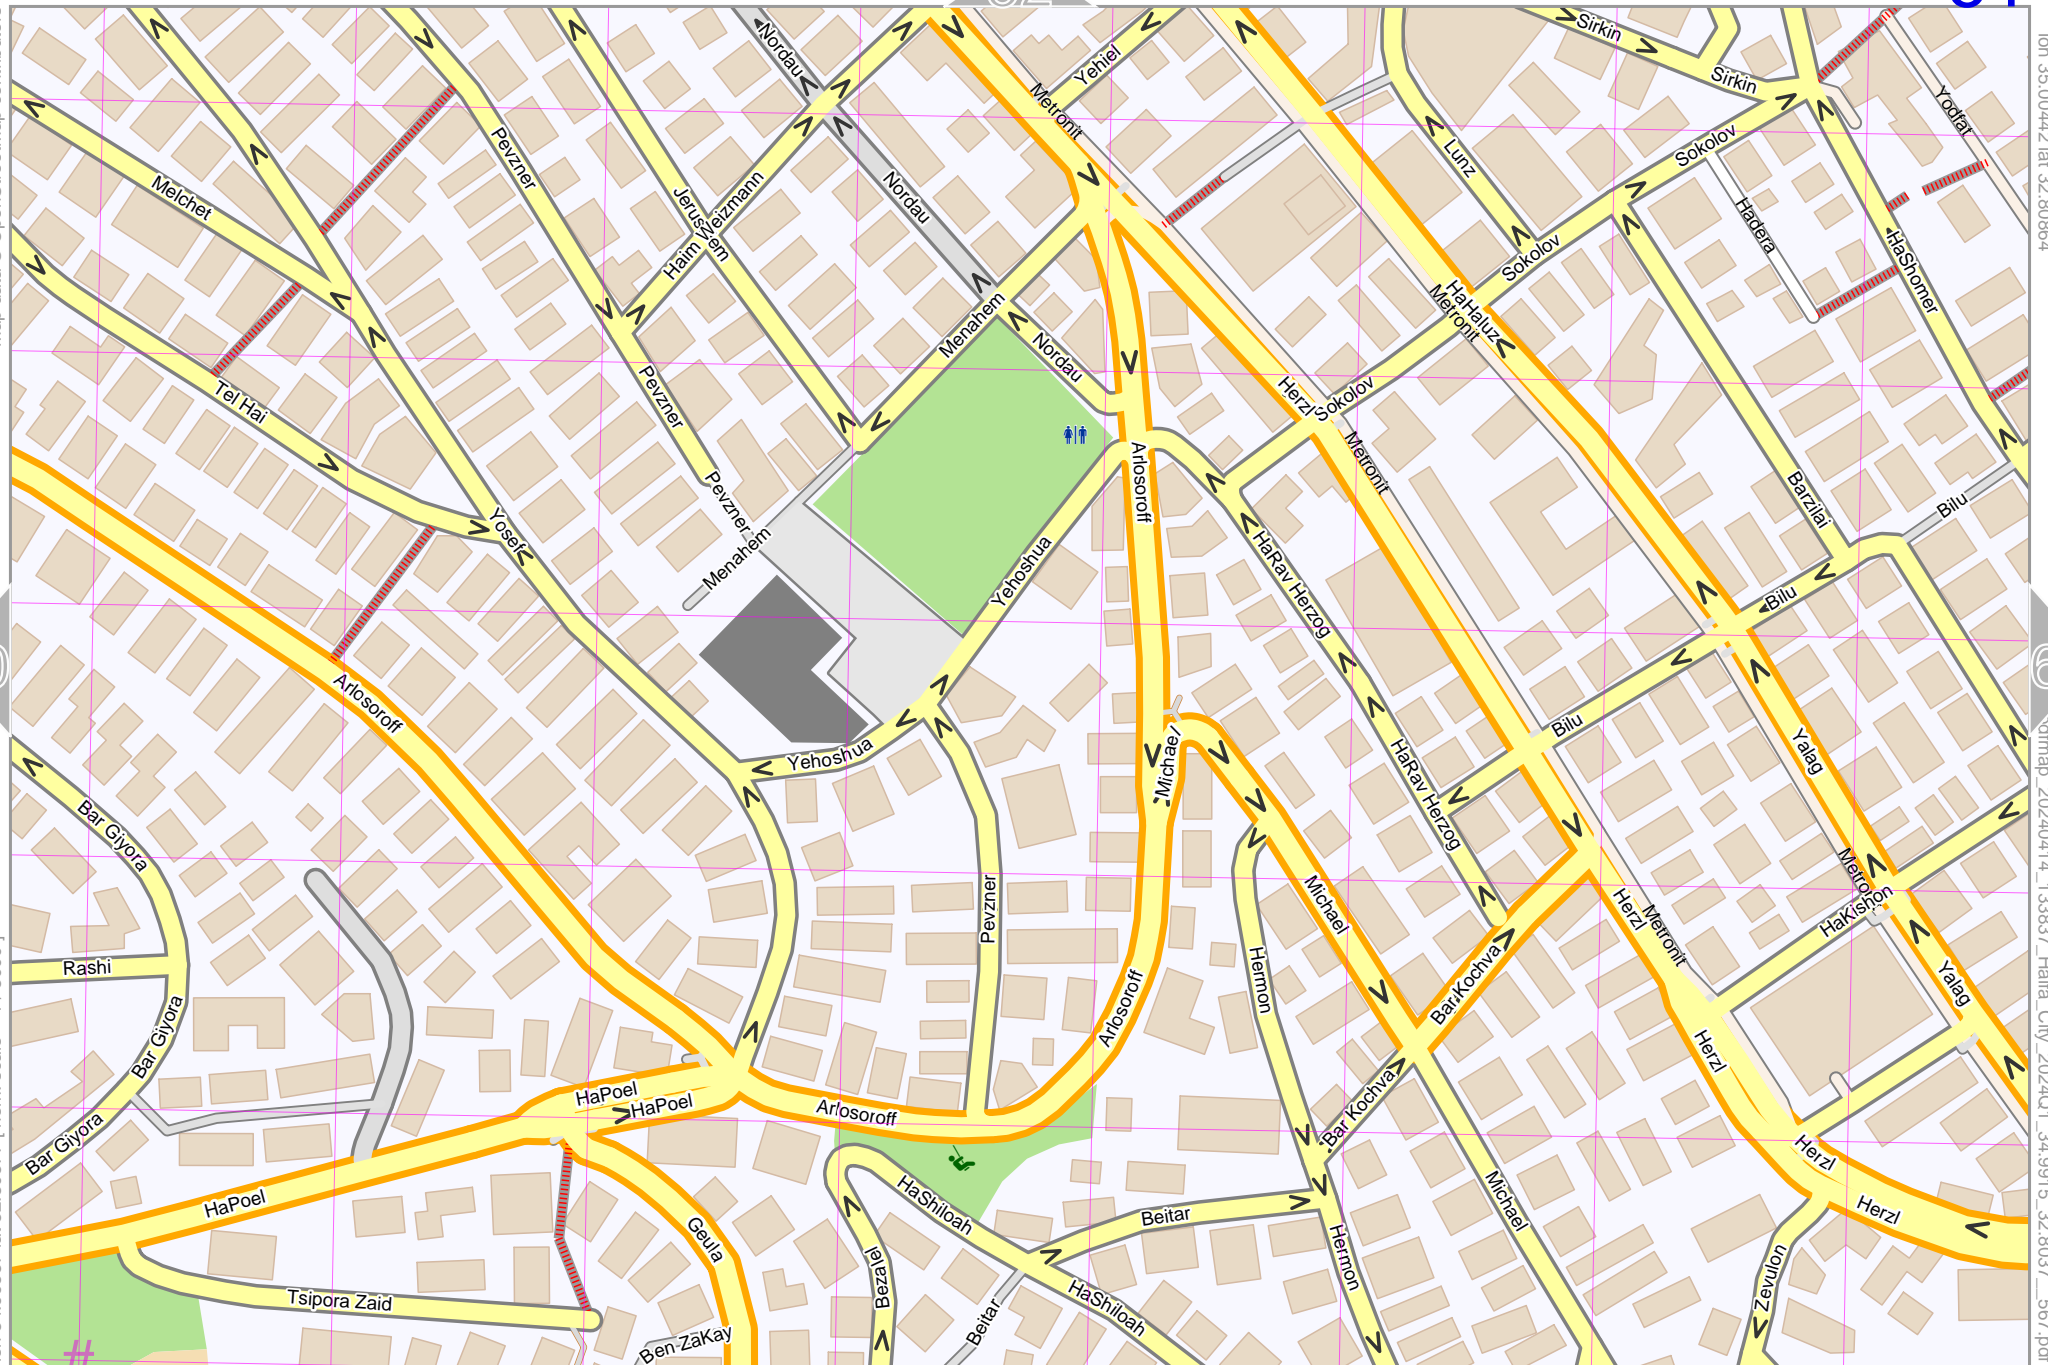 Nordau
Yehiel
Sirkin
Sirkin
Metronit
Yodfat
Pevzner
Melchet
Jerusalem
Haim Weizmann
Nordau
Lunz
Sokolov
Hadera
HaShomer
Sokolov
Menahem
Nordau
HaHaluz
Metronit
Tel Hai
Pevzner
Herzl
Sokolov
Metronit
Arlosoroff
Barzilai
Bilu
Pevzner
Menahem
Yosef
Yehoshua
HaRav Herzog
Bilu
Arlosoroff
Yehoshua
Michael
Bilu
Yalag
HaRav Herzog
Bar Giyora
Pevzner
Michael
Herzl
Metronit
Metronit
HaKishon
Rashi
Bar Giyora
Hermon
Arlosoroff
Bar Kochva
Yalag
Herzl
HaPoel
HaPoel
Arlosoroff
Bar Kochva
Bar Giyora
Herzl
HaPoel
Geula
HaShiloah
Beitar
Michael
Herzl
Hermon
Bezalel
Zevulon
Tsipora Zaid
HaShiloah
Beitar
Ben-ZaKay
#